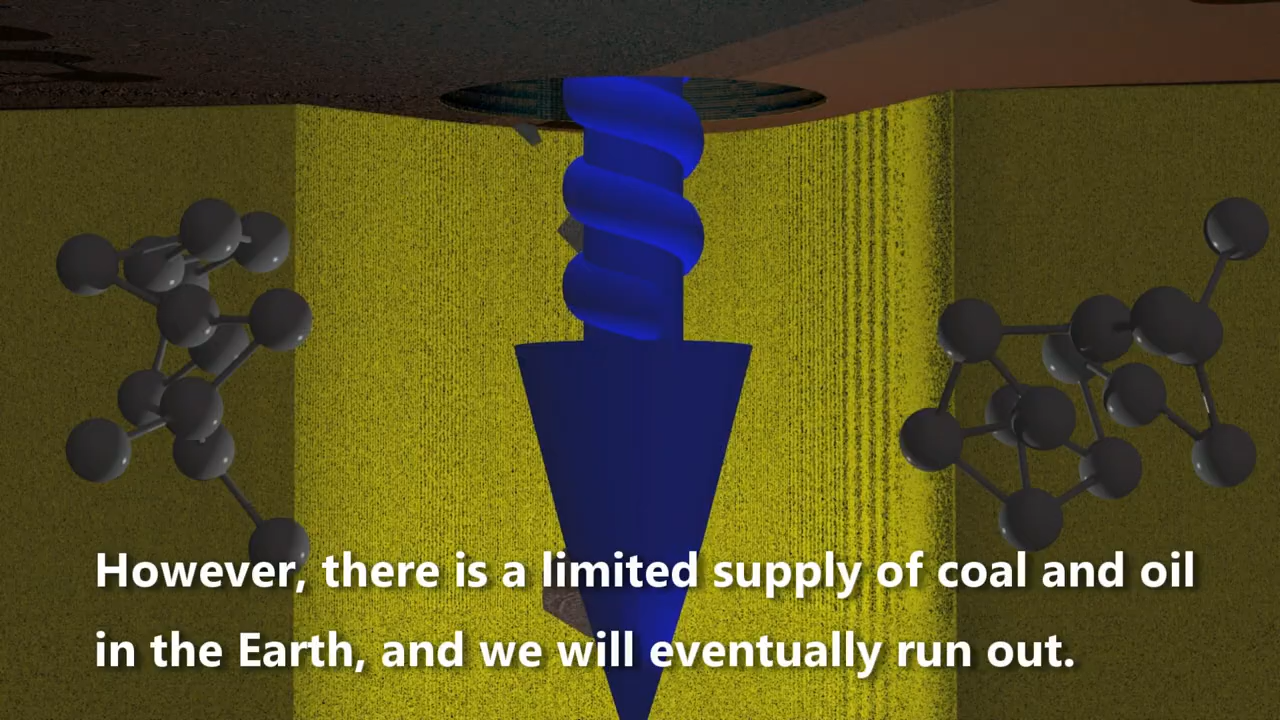 However, there is a limited supply of coal and oil
in the Earth, and we will eventually run out.